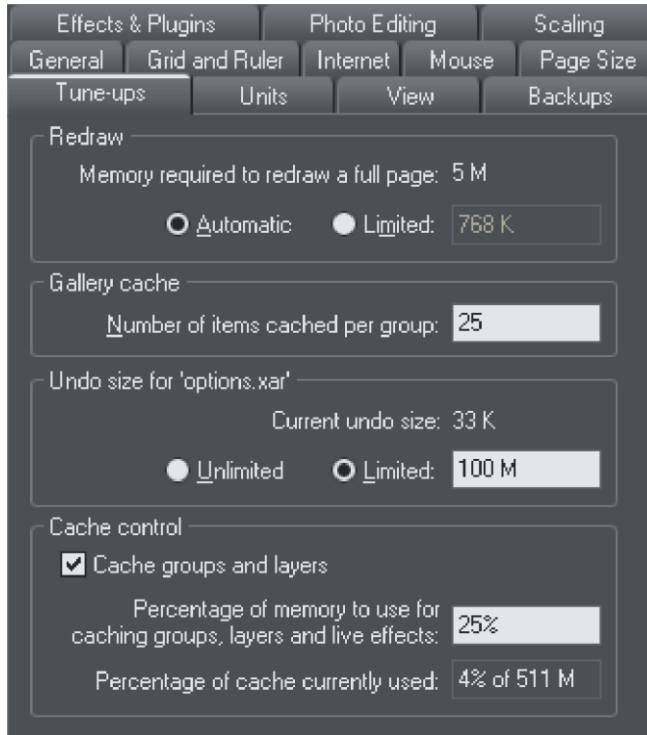 Effects & Plugins Photo Editing Scaling
General Grid and Ruler Internet Mouse Page Size
Tune-ups Units View Backups
Redraw
Memory required to redraw a full page: 5 M
Automatic Limited: 768 K
Gallery cache
Number of items cached per group: 25
Undo size for 'options.xar'
Current undo size: 33 K
Unlimited Limited: 100 M
Cache control
Cache groups and layers
Percentage of memory to use for
caching groups, layers and live effects: 25%
Percentage of cache currently used: 4% of 511 M